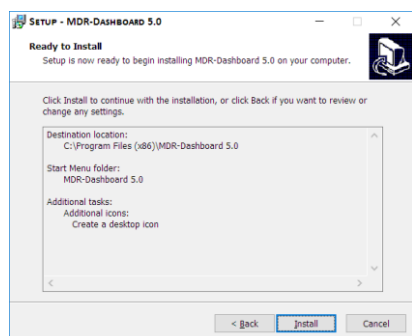 SETUP - MDR-DASHBOARD 5.0
Ready to Install
Setup is now ready to begin installing MDR-Dashboard 5.0 on your computer.
Click Install to continue with the installation, or click Back if you want to review or
change any settings.
Destination location:
C:\Program Files (x86)\MDR-Dashboard 5.0
Start Menu folder:
MDR-Dashboard 5.0
Additional tasks:
Additional icons:
Create a desktop icon
< Back Install Cancel